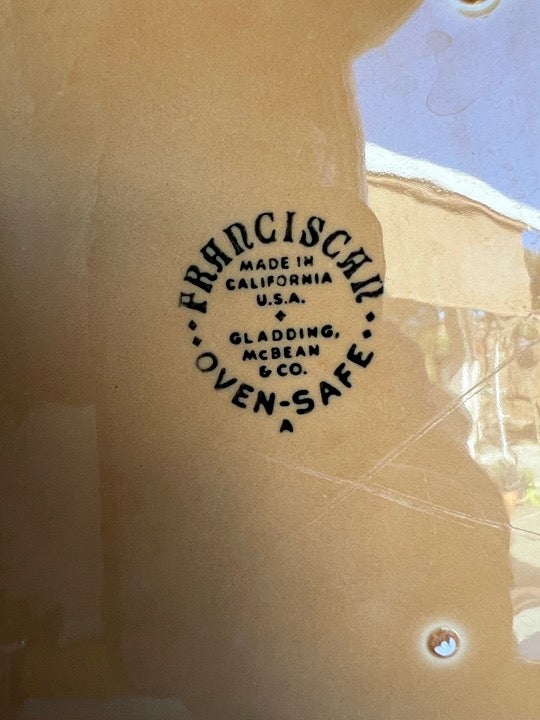 FRANCISCAN
MADE IN
CALIFORNIA
U.S.A.
GLADDING,
McBEAN
& CO.
OVEN-SAFE
A